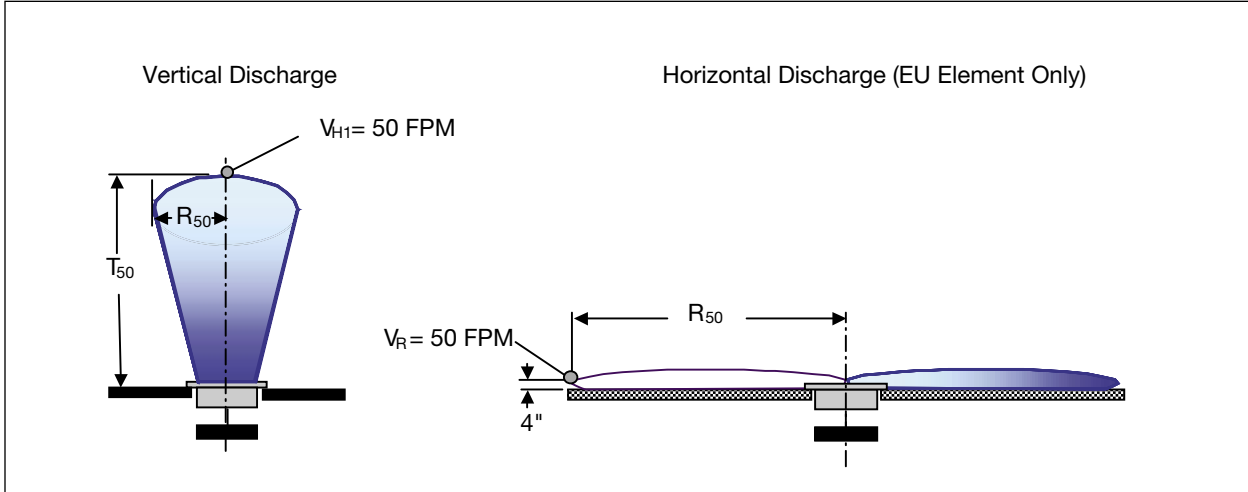 Vertical Discharge
Horizontal Discharge (EU Element Only)
VH1= 50 FPM
R50
T50
R50
VR= 50 FPM
4"